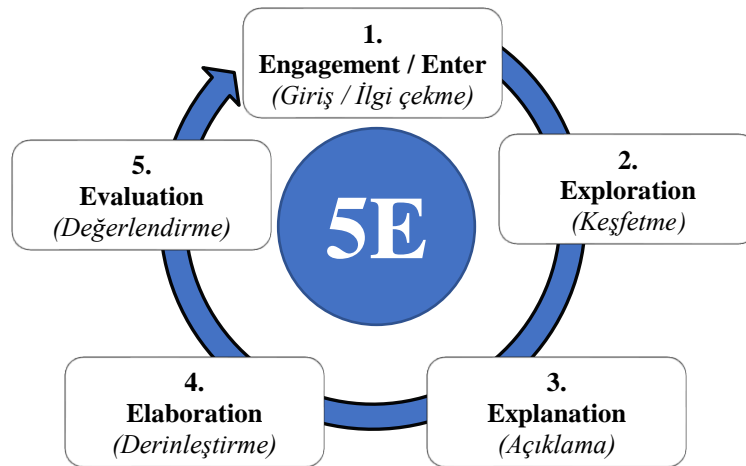 1.
Engagement / Enter
(Giriş / İlgi çekme)
2.
Exploration
(Keşfetme)
3.
Explanation
(Açıklama)
4.
Elaboration
(Derinleştirme)
5.
Evaluation
(Değerlendirme)
5E